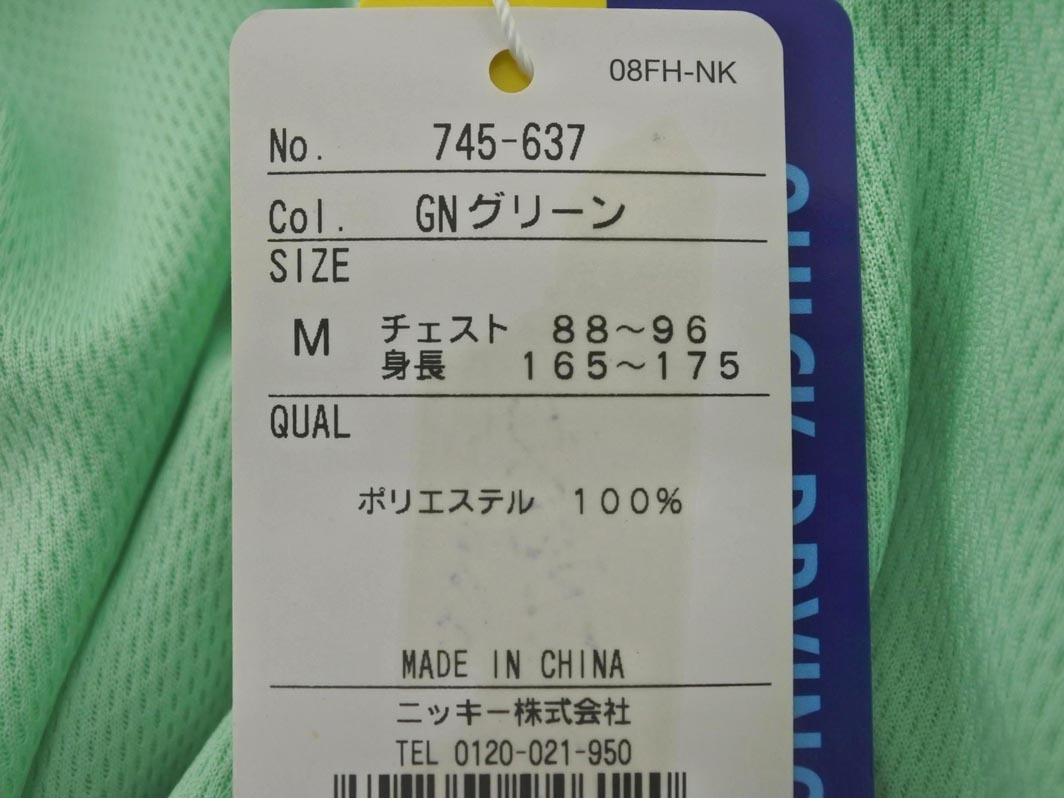 08FH-NK
No. 745-637
Col. GNグリーン
SIZE
M チェスト 88～96
身長 165～175
QUAL
ポリエステル 100%
MADE IN CHINA
ニッキー株式会社
TEL 0120-021-950
QUICK DRYING